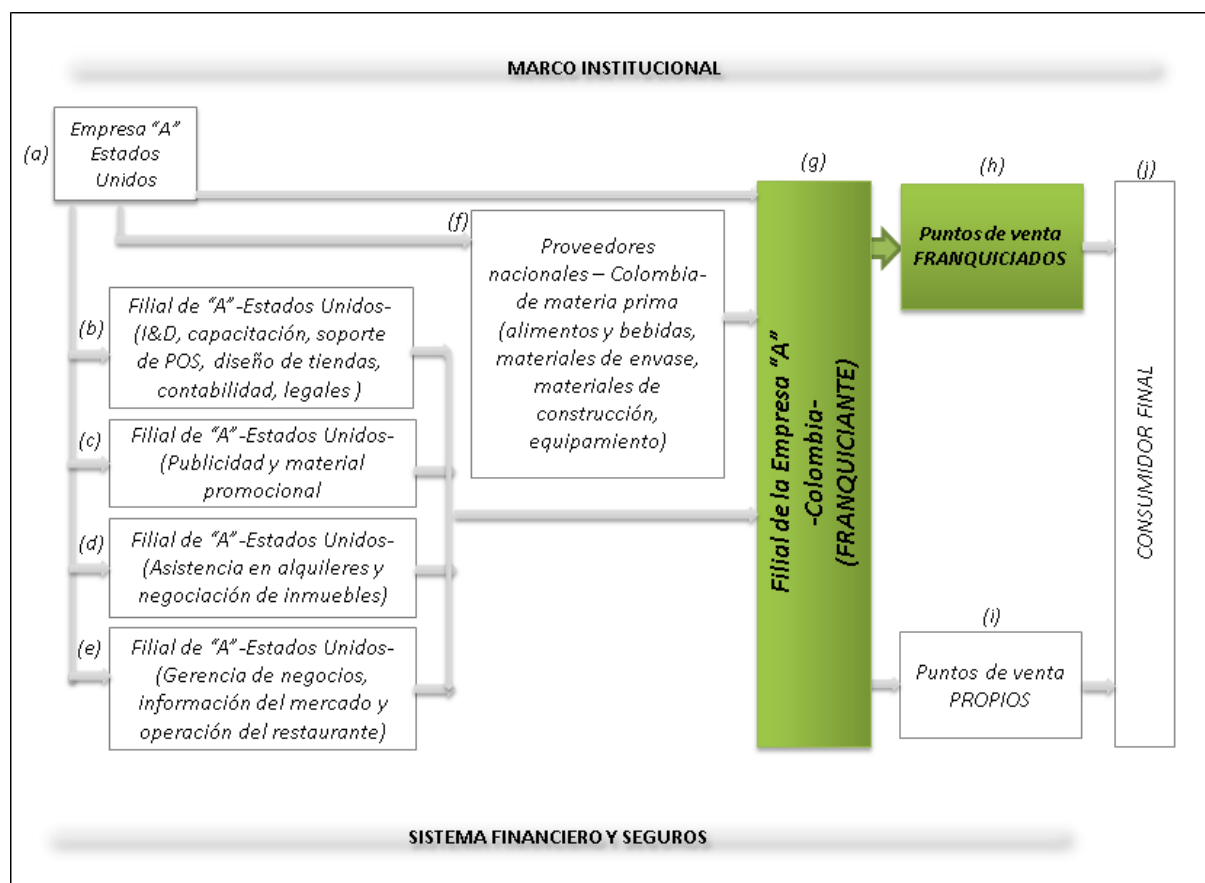 MARCO INSTITUCIONAL
(a)
Empresa "A"
Estados
Unidos
(b)
Filial de "A"-Estados Unidos-
(I&D, capacitación, soporte
de POS, diseño de tiendas,
contabilidad, legales )
(c)
Filial de "A"-Estados Unidos-
(Publicidad y material
promocional
(d)
Filial de "A"-Estados Unidos-
(Asistencia en alquileres y
negociación de inmuebles)
(e)
Filial de "A"-Estados Unidos-
(Gerencia de negocios,
información del mercado y
operación del restaurante)
(f)
Proveedores
nacionales – Colombia-
de materia prima
(alimentos y bebidas,
materiales de envase,
materiales de
construcción,
equipamiento)
(g)
Filial de la Empresa "A"
-Colombia-
(FRANQUICIANTE)
(h)
Puntos de venta
FRANQUICIADOS
(i)
Puntos de venta
PROPIOS
(j)
CONSUMIDOR FINAL
SISTEMA FINANCIERO Y SEGUROS